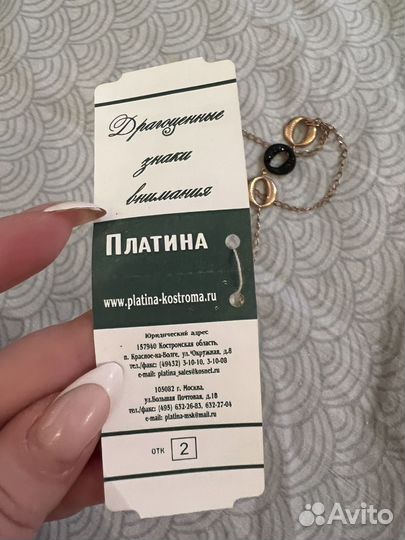 Драгоценные
знаки
внимания
ПЛАТИНА
www.platina-kostroma.ru
Юридический адрес
157940 Костромская область,
п. Красное-на-Волге, ул.Окружная, д.8
тел./факс: (49432) 3-10-10, 3-10-08
e-mail: platina_sales@kosnet.ru
105082 г. Москва,
ул.Большая Почтовая, д.18
тел./факс: (495) 632-26-83, 632-27-04
e-mail: platina-msk@mail.ru
ОТК 2
Avito